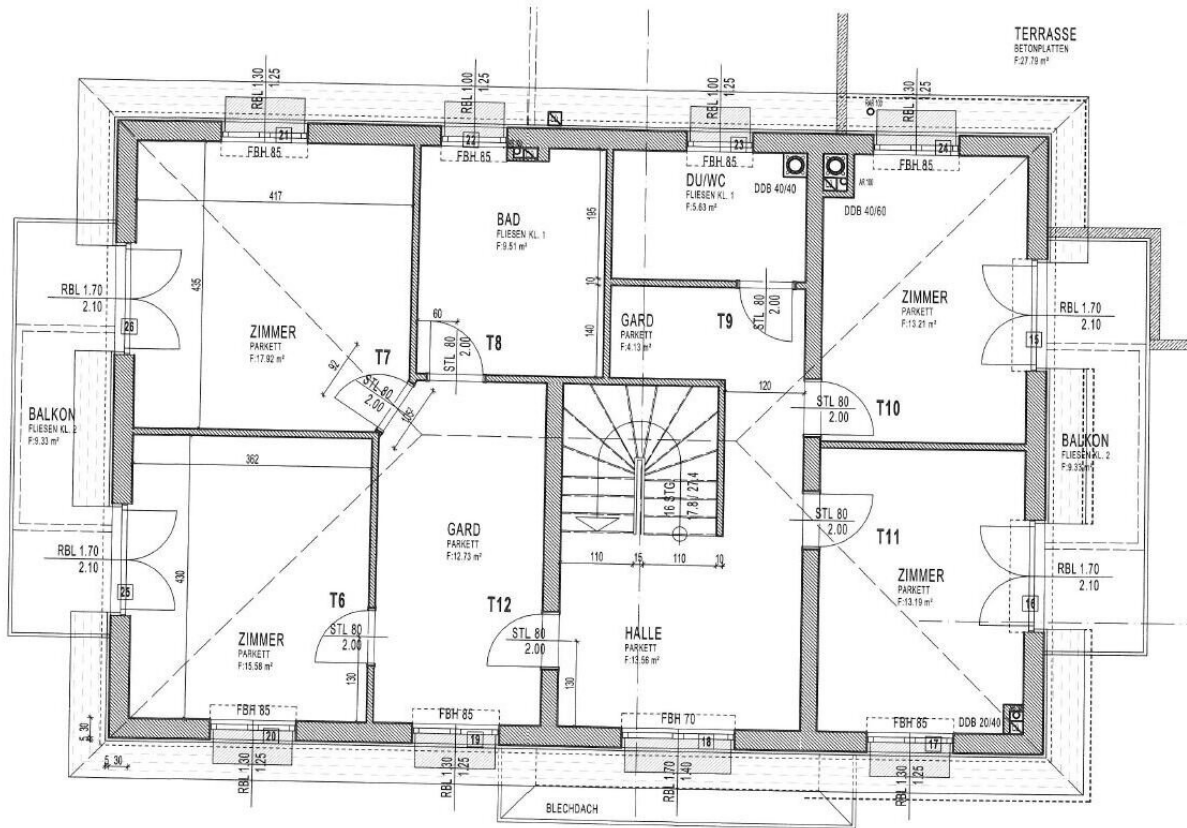 TERRASSE
BETONPLATTEN
F:27.79 m²
RBL 1.30
1.25
RBL 1.00
1.25
RBL 1.00
1.25
RBL 1.30
1.25
21
22
23
24
FBH 85
FBH 85
FBH 85
FBH 85
417
435
BAD
FLIESEN KL. 1
F:9.51 m²
195
10
140
DU/WC
FLIESEN KL. 1
F:5.63 m²
DDB 40/40
DDB 40/60
ZIMMER
PARKETT
F:17.92 m²
RBL 1.70
2.10
26
T7
STL 80
2.00
60
T8
STL 80
2.00
GARD
PARKETT
F:4.13 m²
T9
STL 80
2.00
120
ZIMMER
PARKETT
F:13.21 m²
RBL 1.70
2.10
15
T10
STL 80
2.00
BALKON
FLIESEN KL. 2
F:9.33 m²
BALKON
FLIESEN KL. 2
F:9.33 m²
362
430
RBL 1.70
2.10
25
GARD
PARKETT
F:12.73 m²
16 STG.
17.8 / 27.4
110
15
110
10
T11
STL 80
2.00
ZIMMER
PARKETT
F:13.19 m²
RBL 1.70
2.10
16
T6
STL 80
2.00
130
ZIMMER
PARKETT
F:15.58 m²
T12
STL 80
2.00
130
HALLE
PARKETT
F:13.56 m²
FBH 85
FBH 85
FBH 70
FBH 85
DDB 20/40
20
19
18
17
5 30
5 30
RBL 1.30
1.25
RBL 1.30
1.25
RBL 1.70
1.40
RBL 1.30
1.25
BLECHDACH